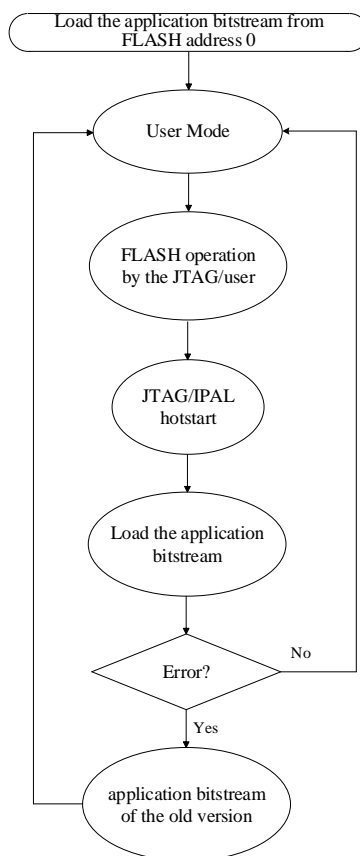 Load the application bitstream from
FLASH address 0
User Mode
FLASH operation
by the JTAG/user
JTAG/IPAL
hotstart
Load the application
bitstream
Error?
No
Yes
application bitstream
of the old version